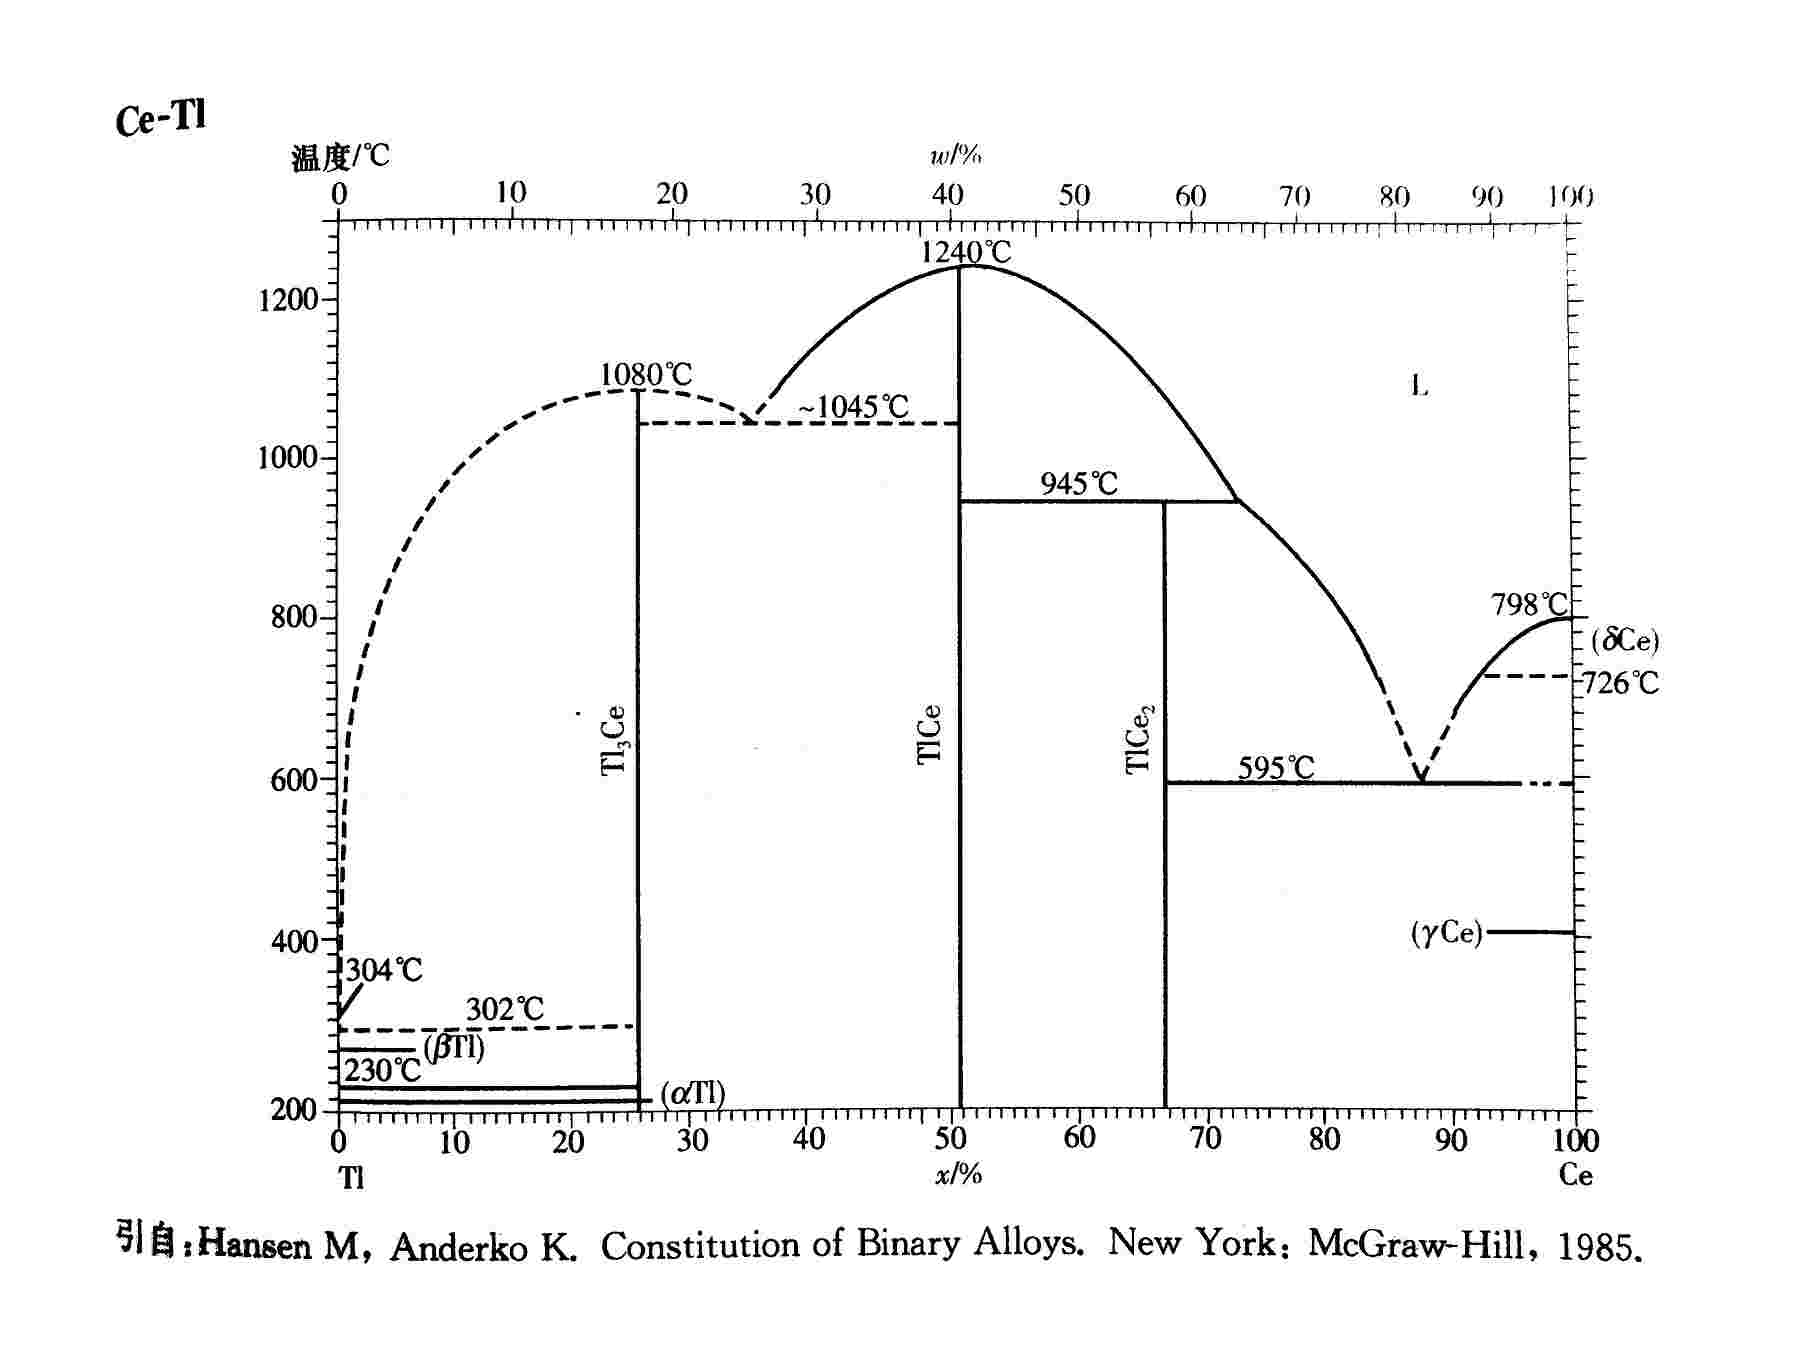 Ce-Tl
温度/℃
w/%
0 10 20 30 40 50 60 70 80 90 100
1240℃
1200
1080℃
L
~1045℃
1000
945℃
800
798℃
(δCe)
726℃
Tl₃Ce
TlCe
TlCe₂
600
595℃
400
(γCe)
304℃
302℃
(βTl)
230℃
(αTl)
200
0 10 20 30 40 50 60 70 80 90 100
Tl
x/%
Ce
引自:Hansen M, Anderko K. Constitution of Binary Alloys. New York: McGraw-Hill, 1985.